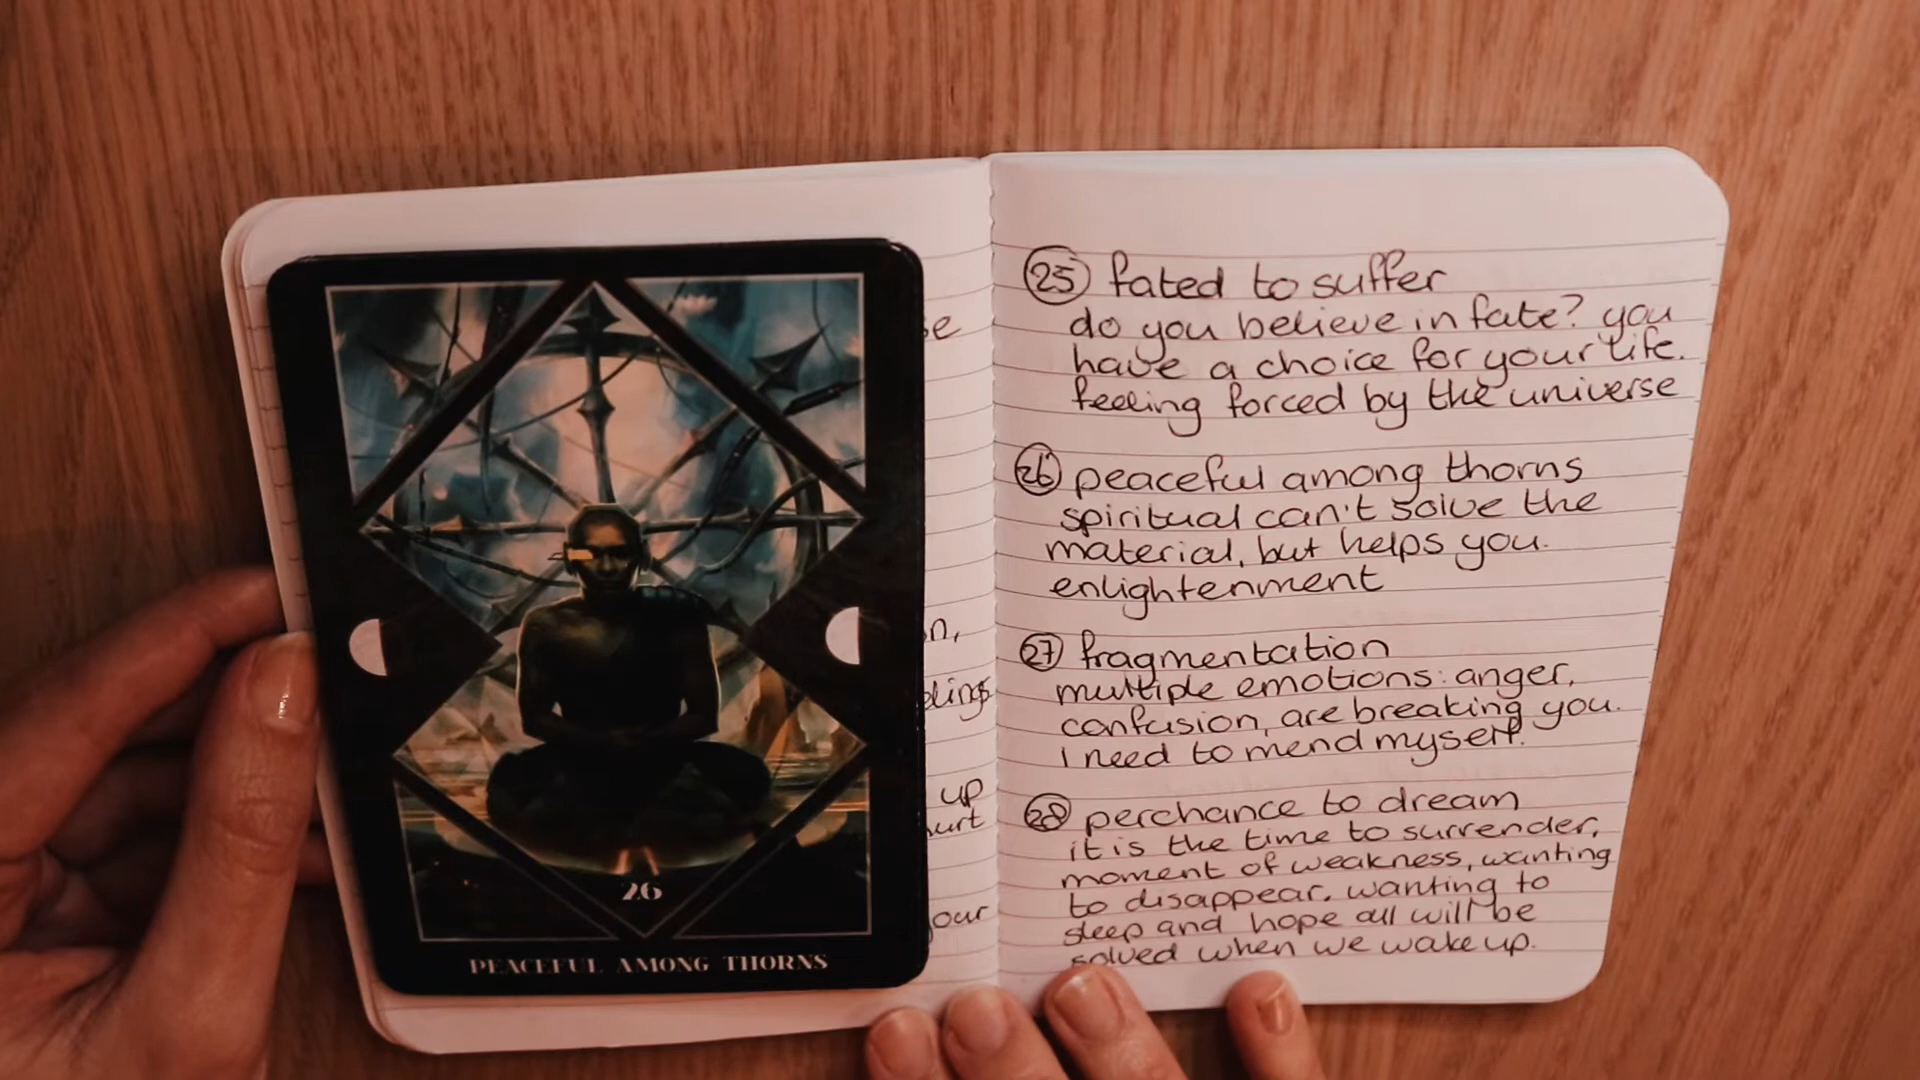 26
PEACEFUL AMONG THORNS
up
our
25 fated to suffer
do you believe in fate? you
have a choice for your life.
feeling forced by the universe
26 peaceful among thorns
spiritual can't solve the
material, but helps you.
enlightenment
27 fragmentation
multiple emotions: anger,
confusion, are breaking you.
I need to mend myself.
28 perchance to dream
it is the time to surrender,
moment of weakness, wanting
to disappear. wanting to
sleep and hope all will be
solved when we wake up.